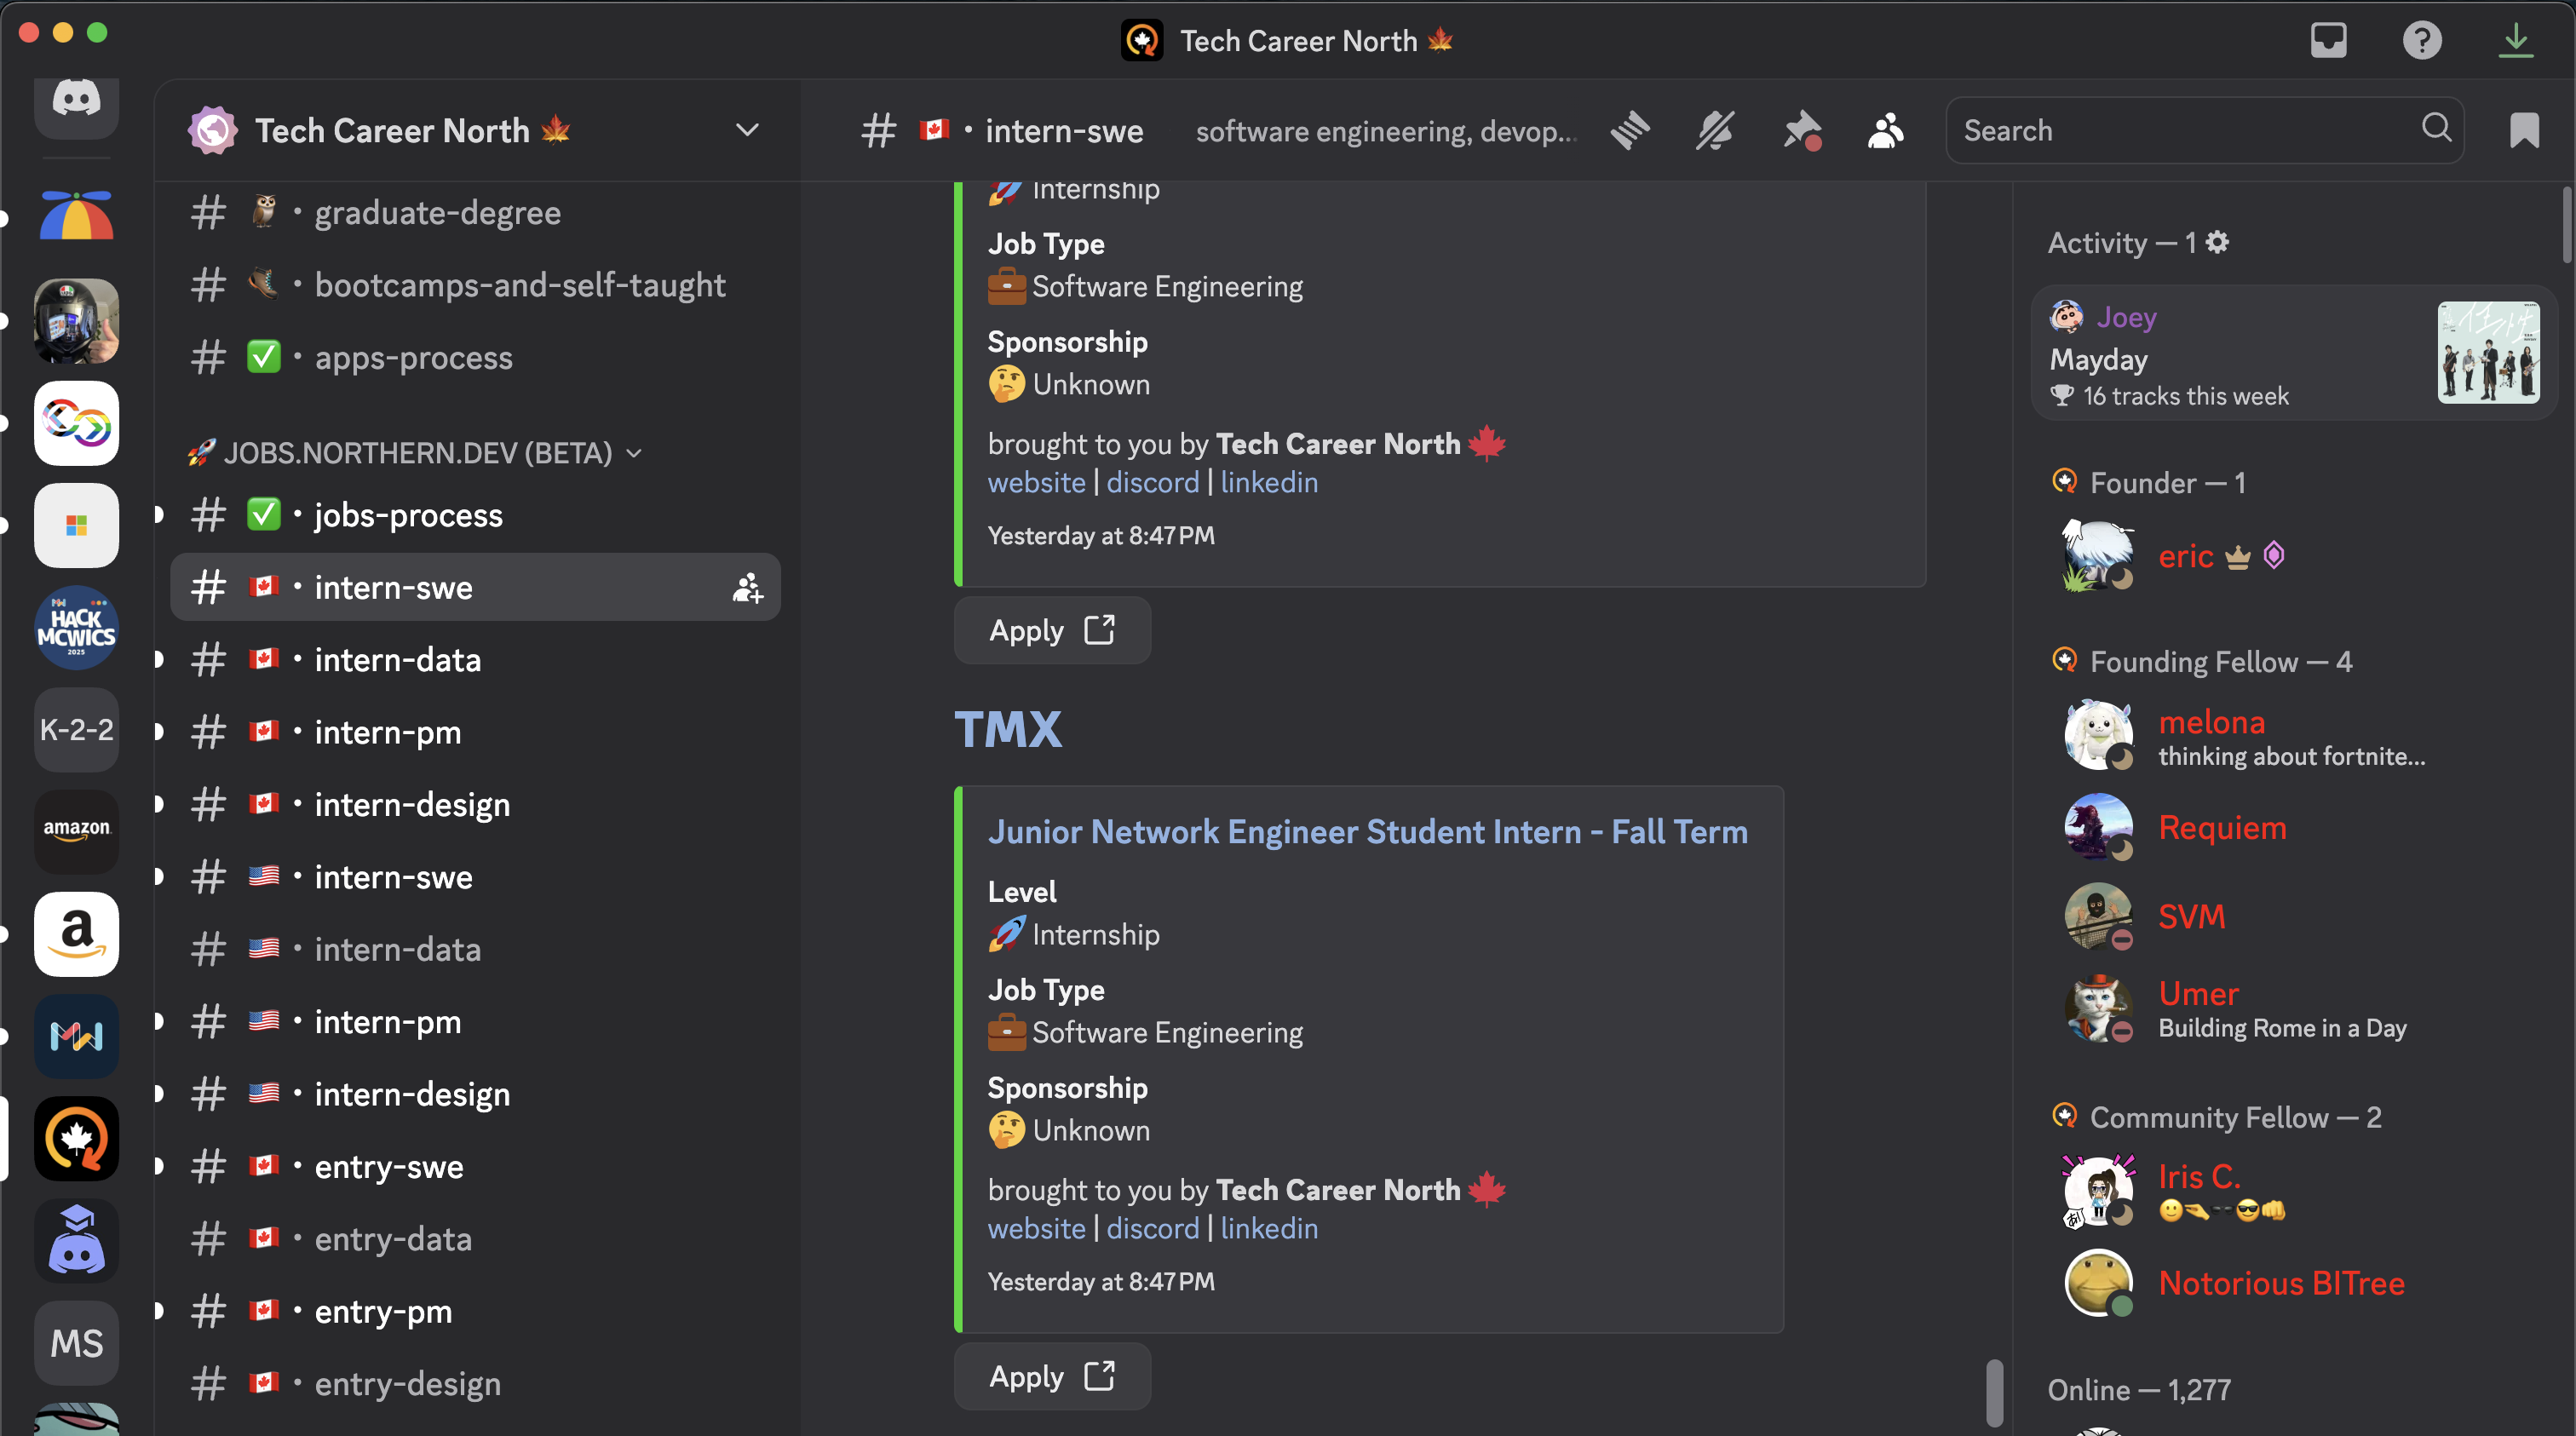 Tech Career North
Tech Career North
graduate-degree
bootcamps-and-self-taught
apps-process
JOBS.NORTHERN.DEV (BETA)
jobs-process
intern-swe
intern-data
intern-pm
intern-design
intern-swe
intern-data
intern-pm
intern-design
entry-swe
entry-data
entry-pm
entry-design
HACK
MCWICS
2025
K-2-2
amazon
a
MS
# • intern-swe software engineering, devop...
Search
Internship
Job Type
Software Engineering
Sponsorship
Unknown
brought to you by Tech Career North
website | discord | linkedin
Yesterday at 8:47 PM
Apply
TMX
Junior Network Engineer Student Intern - Fall Term
Level
Internship
Job Type
Software Engineering
Sponsorship
Unknown
brought to you by Tech Career North
website | discord | linkedin
Yesterday at 8:47 PM
Apply
Activity — 1
Joey
Mayday
16 tracks this week
Founder — 1
eric
Founding Fellow — 4
melona
thinking about fortnite...
Requiem
SVM
Umer
Building Rome in a Day
Community Fellow — 2
Iris C.
Notorious BITree
Online — 1,277